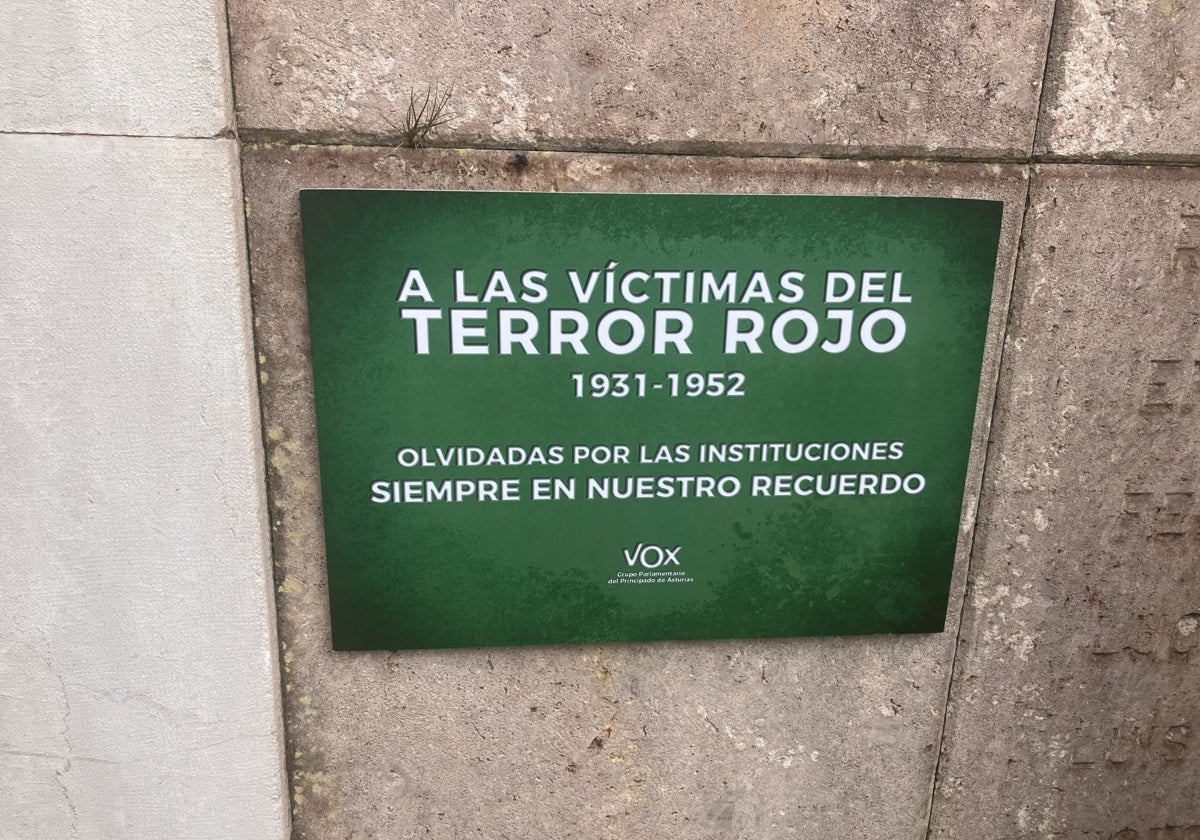 A LAS VÍCTIMAS DEL
TERROR ROJO
1931-1952
OLVIDADAS POR LAS INSTITUCIONES
SIEMPRE EN NUESTRO RECUERDO
VOX
Grupo Parlamentario
del Principado de Asturias
LUIS